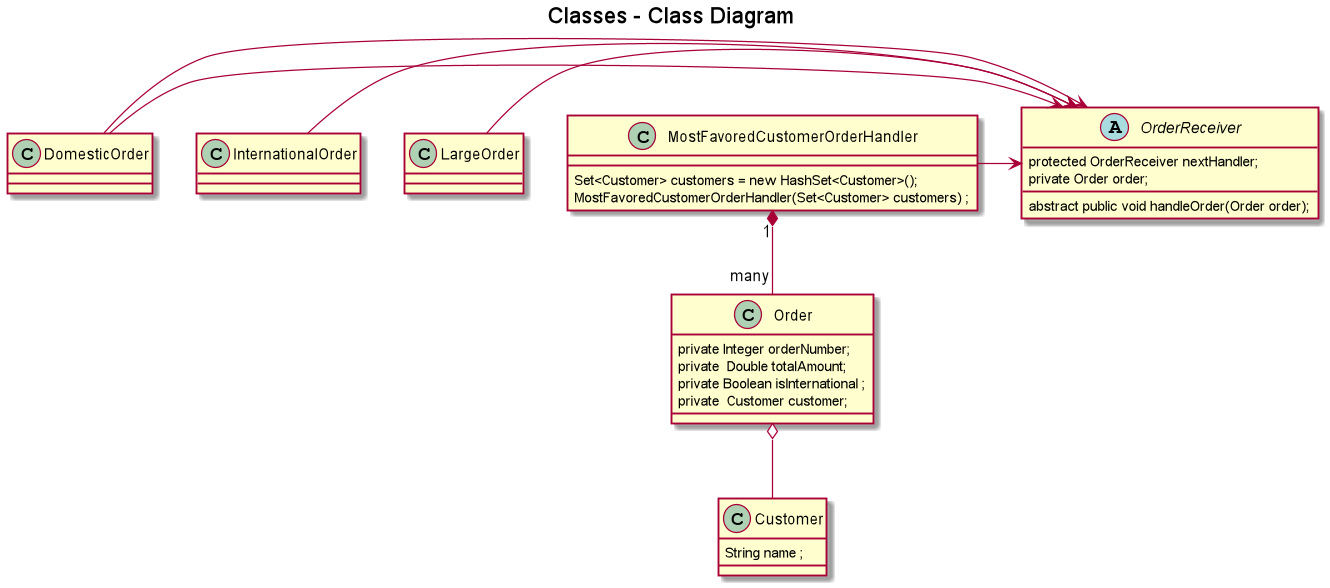 Classes - Class Diagram
C DomesticOrder
C InternationalOrder
C LargeOrder
C MostFavoredCustomerOrderHandler
Set<Customer> customers = new HashSet<Customer>();
MostFavoredCustomerOrderHandler(Set<Customer> customers) ;
A OrderReceiver
protected OrderReceiver nextHandler;
private Order order;
abstract public void handleOrder(Order order);
1
many
C Order
private Integer orderNumber;
private  Double totalAmount;
private Boolean isInternational ;
private  Customer customer;
C Customer
String name ;